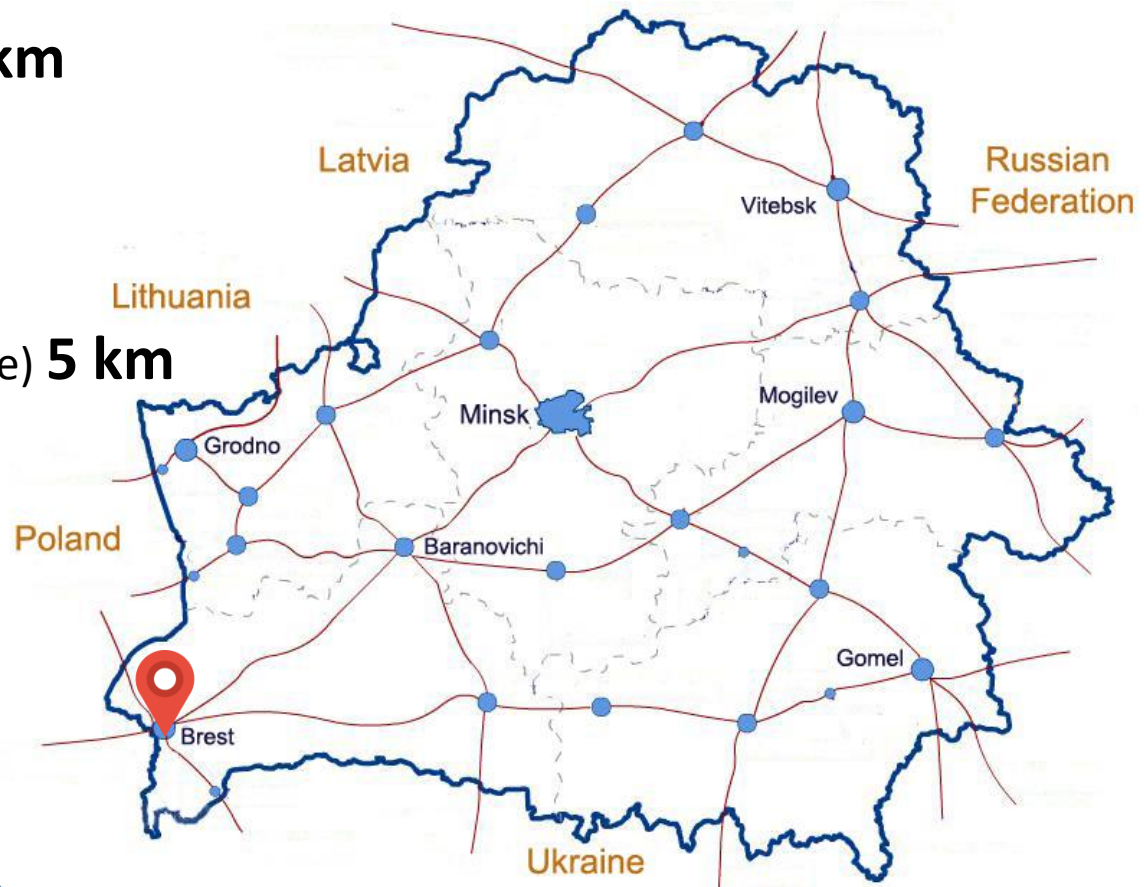 km
Latvia
Russian
Federation
Vitebsk
Lithuania
e) 5 km
Mogilev
Minsk
Grodno
Poland
Baranovichi
Gomel
Brest
Ukraine